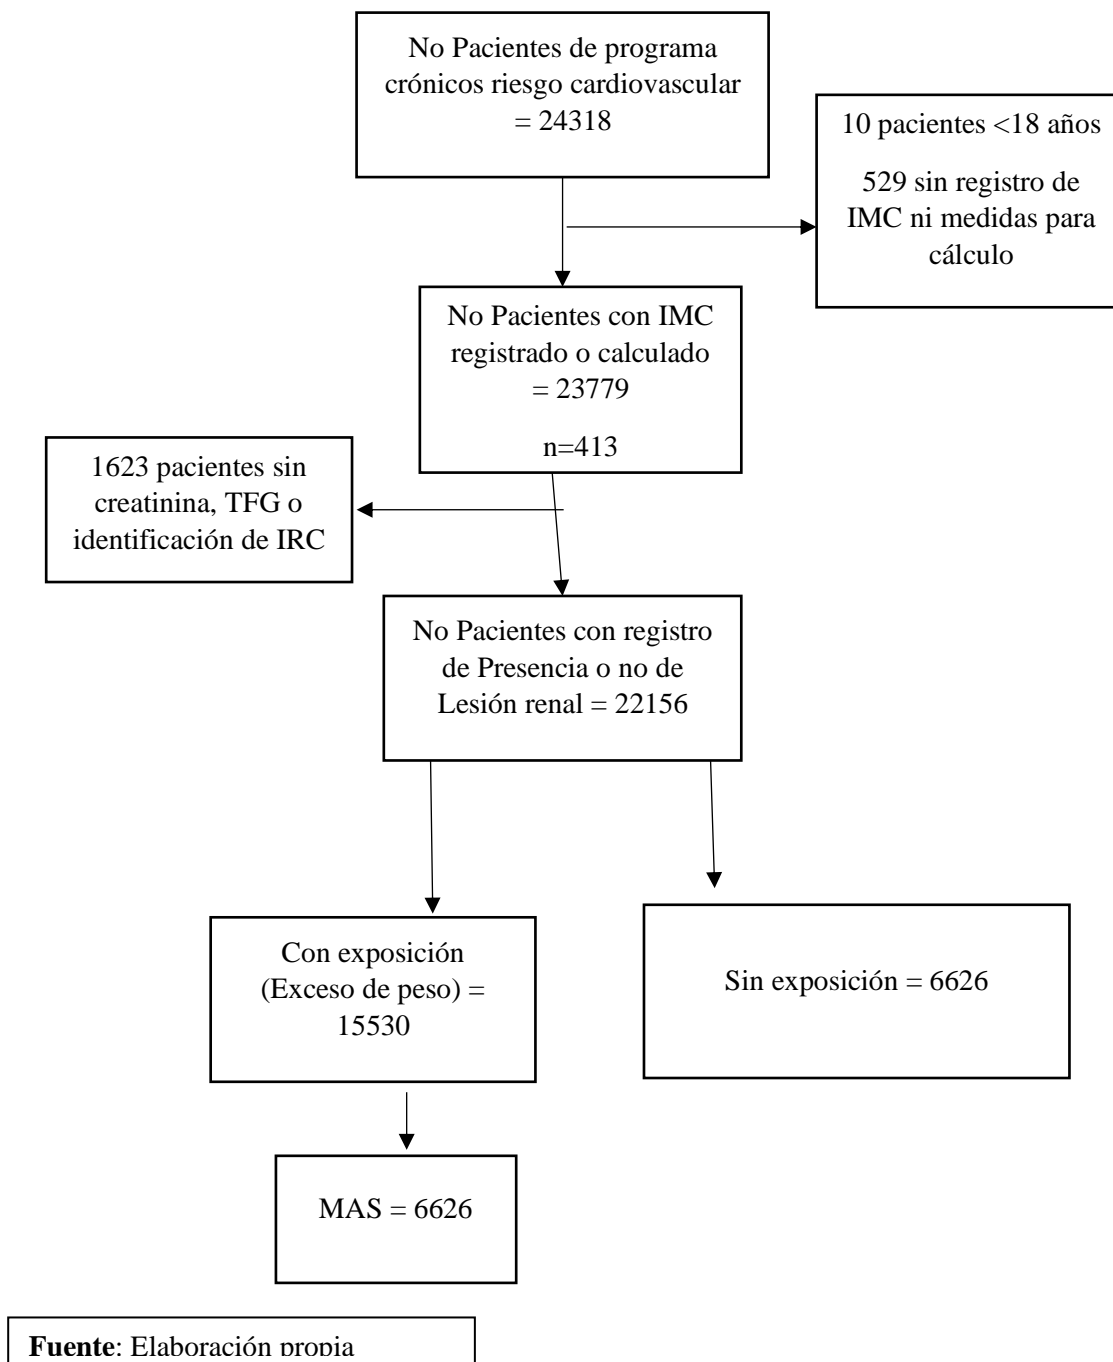 No Pacientes de programa
crónicos riesgo cardiovascular
= 24318
10 pacientes <18 años
529 sin registro de
IMC ni medidas para
cálculo
No Pacientes con IMC
registrado o calculado
= 23779
n=413
1623 pacientes sin
creatinina, TFG o
identificación de IRC
No Pacientes con registro
de Presencia o no de
Lesión renal = 22156
Con exposición
(Exceso de peso) =
15530
Sin exposición = 6626
MAS = 6626
Fuente: Elaboración propia